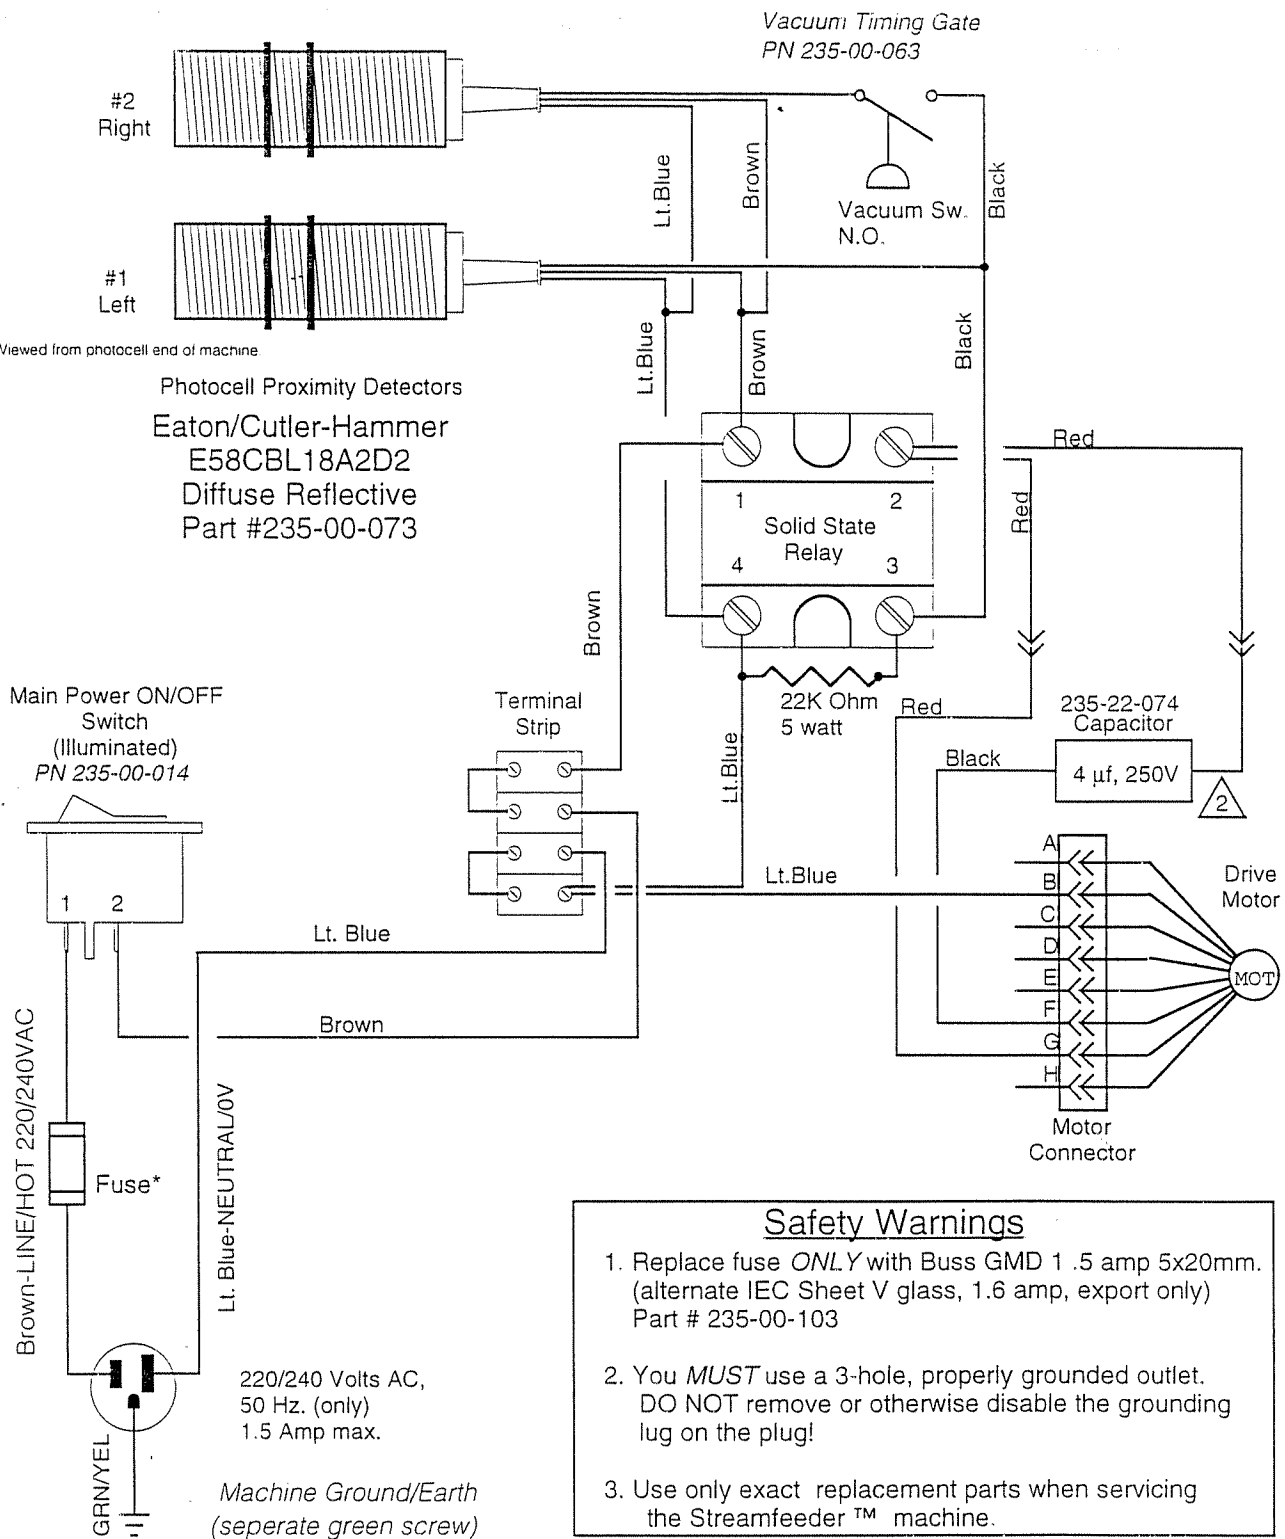 Vacuum Timing Gate
PN 235-00-063
#2
Right
Lt.Blue
Brown
Black
Vacuum Sw.
N.O.
#1
Left
Viewed from photocell end of machine.
Lt.Blue
Brown
Black
Photocell Proximity Detectors
Eaton/Cutler-Hammer
E58CBL18A2D2
Diffuse Reflective
Part #235-00-073
Red
Red
1
2
Solid State
Relay
4
3
Brown
Main Power ON/OFF
Switch
(Illuminated)
PN 235-00-014
Terminal
Strip
22K Ohm
5 watt
Lt.Blue
Red
235-22-074
Capacitor
Black
4 µf, 250V
2
A
B
C
D
E
F
G
H
Drive
Motor
MOT
Lt.Blue
1
2
Lt. Blue
Brown
Motor
Connector
Brown-LINE/HOT 220/240VAC
Fuse*
Lt. Blue-NEUTRAL/0V
220/240 Volts AC,
50 Hz. (only)
1.5 Amp max.
GRN/YEL
Machine Ground/Earth
(seperate green screw)
Safety Warnings
1. Replace fuse ONLY with Buss GMD 1 .5 amp 5x20mm.
(alternate IEC Sheet V glass, 1.6 amp, export only)
Part # 235-00-103
2. You MUST use a 3-hole, properly grounded outlet.
DO NOT remove or otherwise disable the grounding
lug on the plug!
3. Use only exact replacement parts when servicing
the Streamfeeder ™ machine.